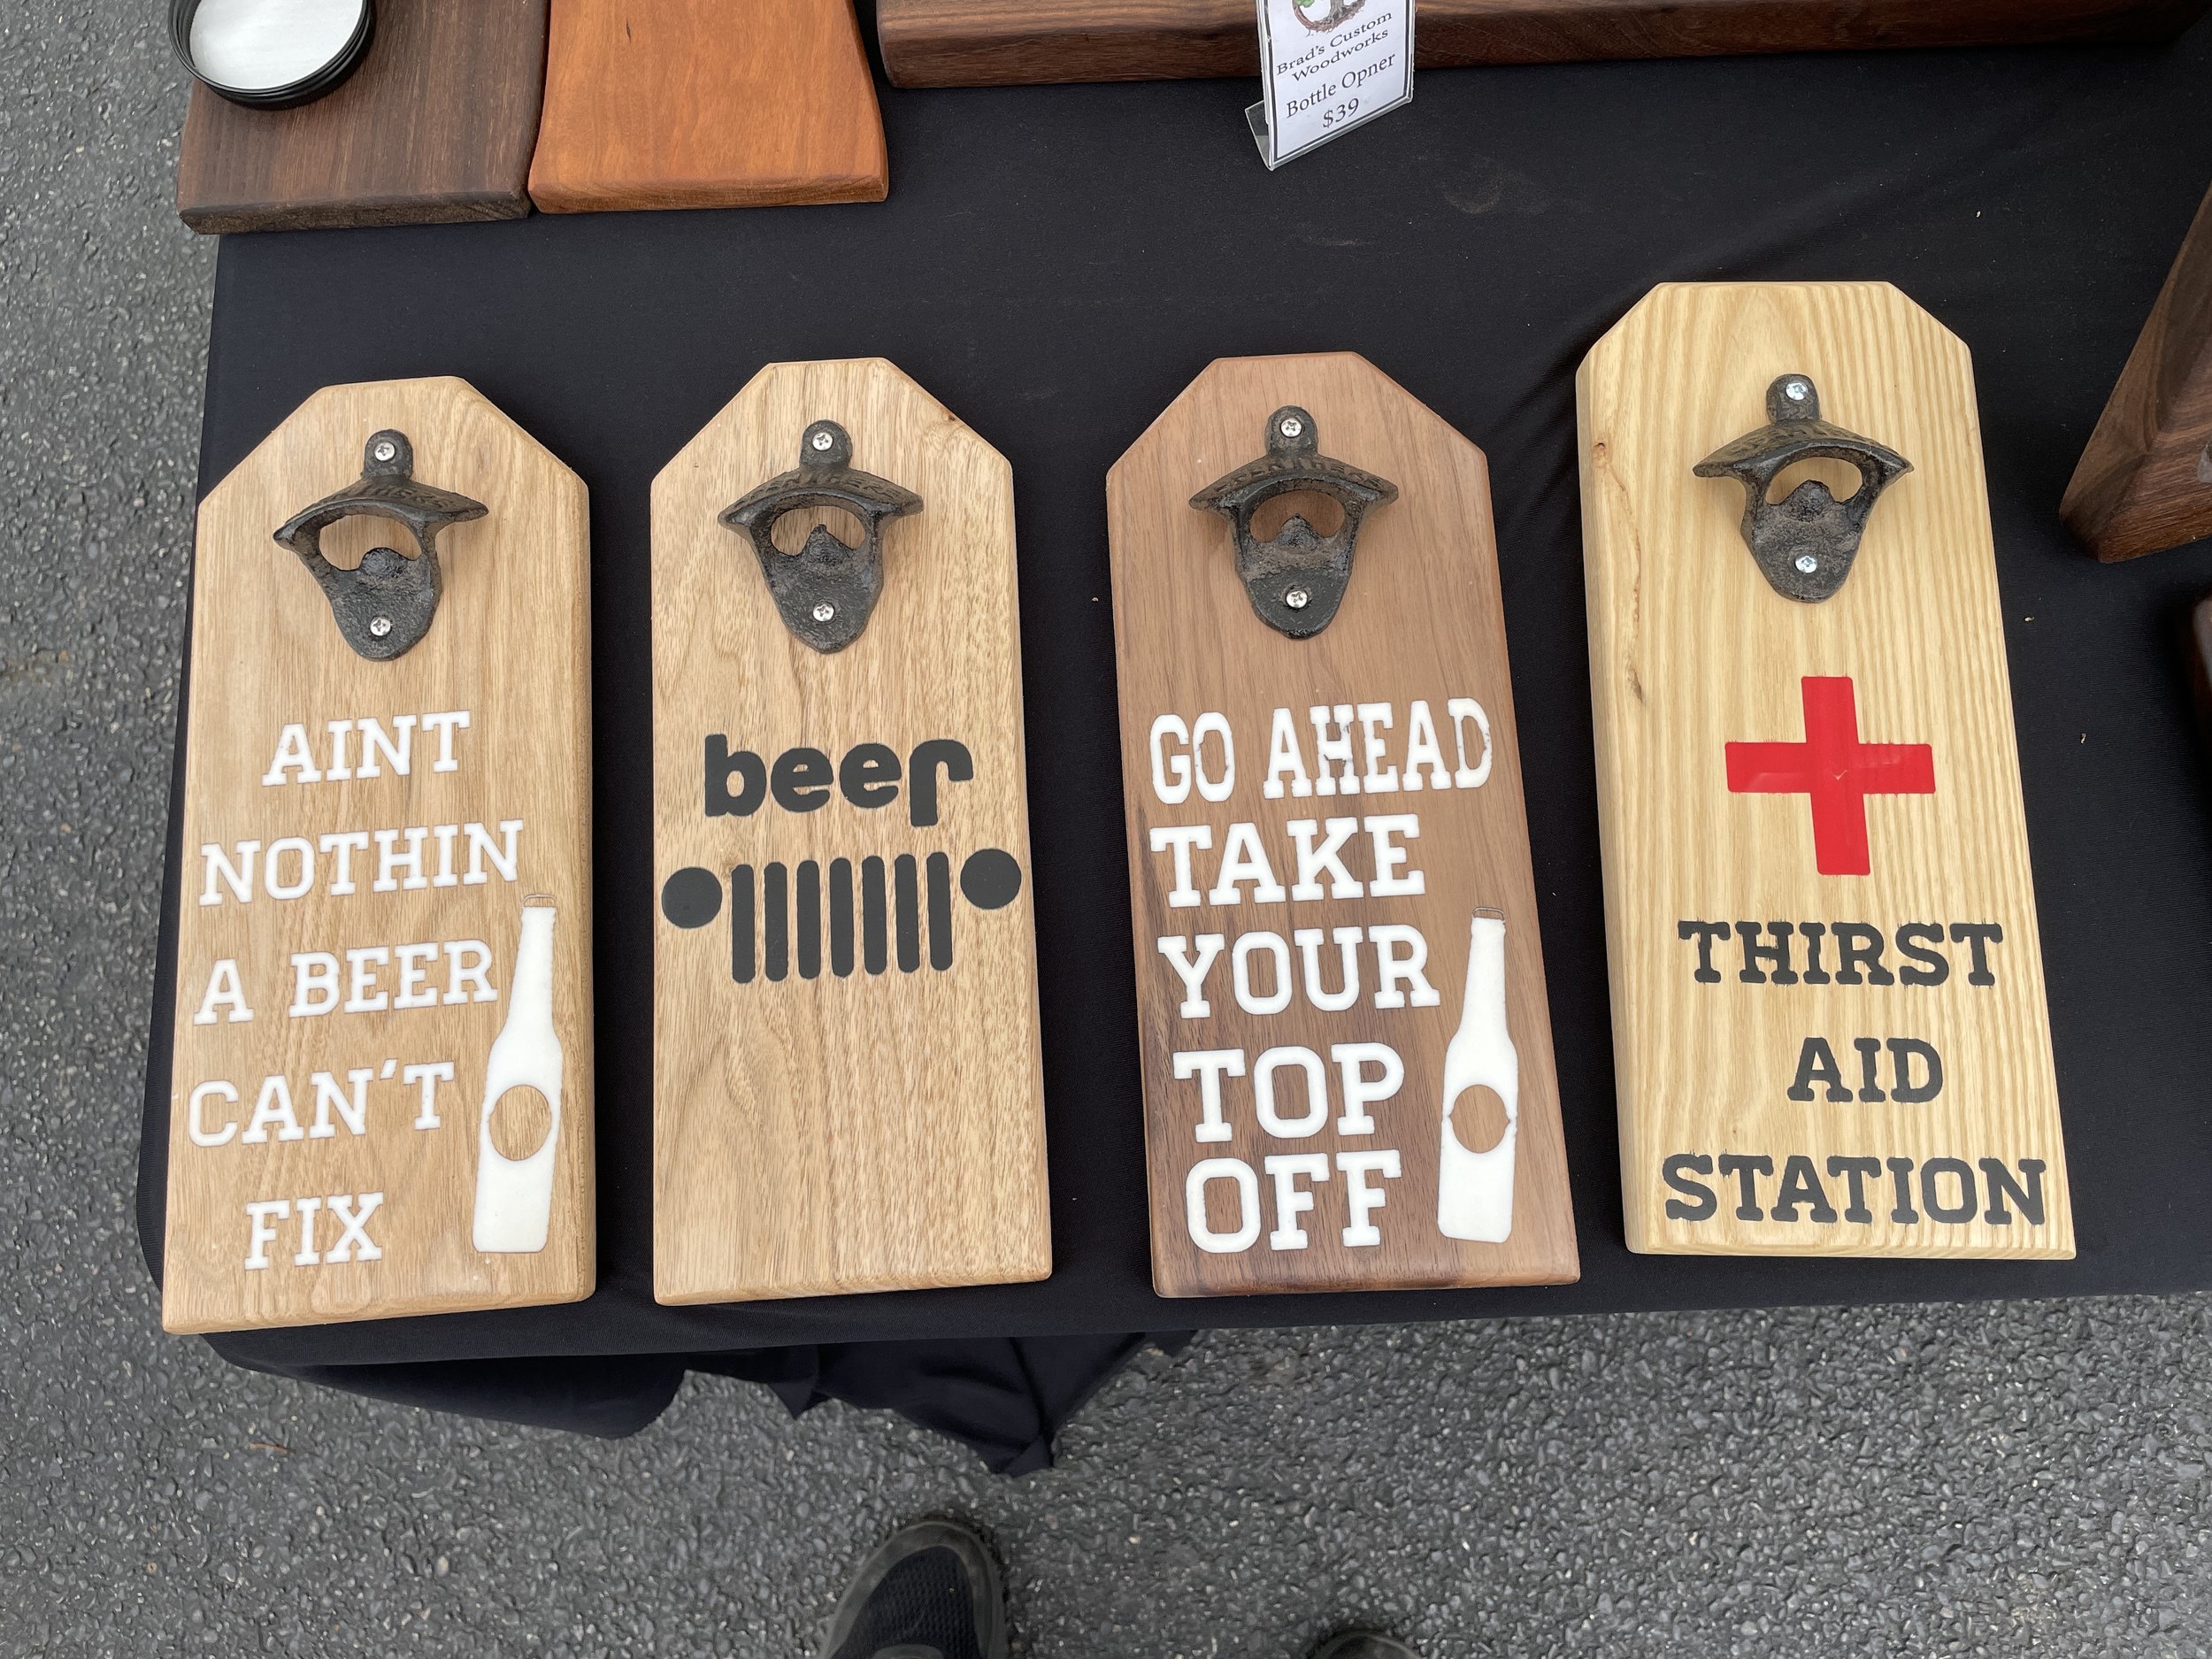 Brad's Custom
Woodworks
Bottle Opner
$39
AINT
NOTHIN
A BEER
CAN'T
FIX
beer
GO AHEAD
TAKE
YOUR
TOP
OFF
THIRST
AID
STATION